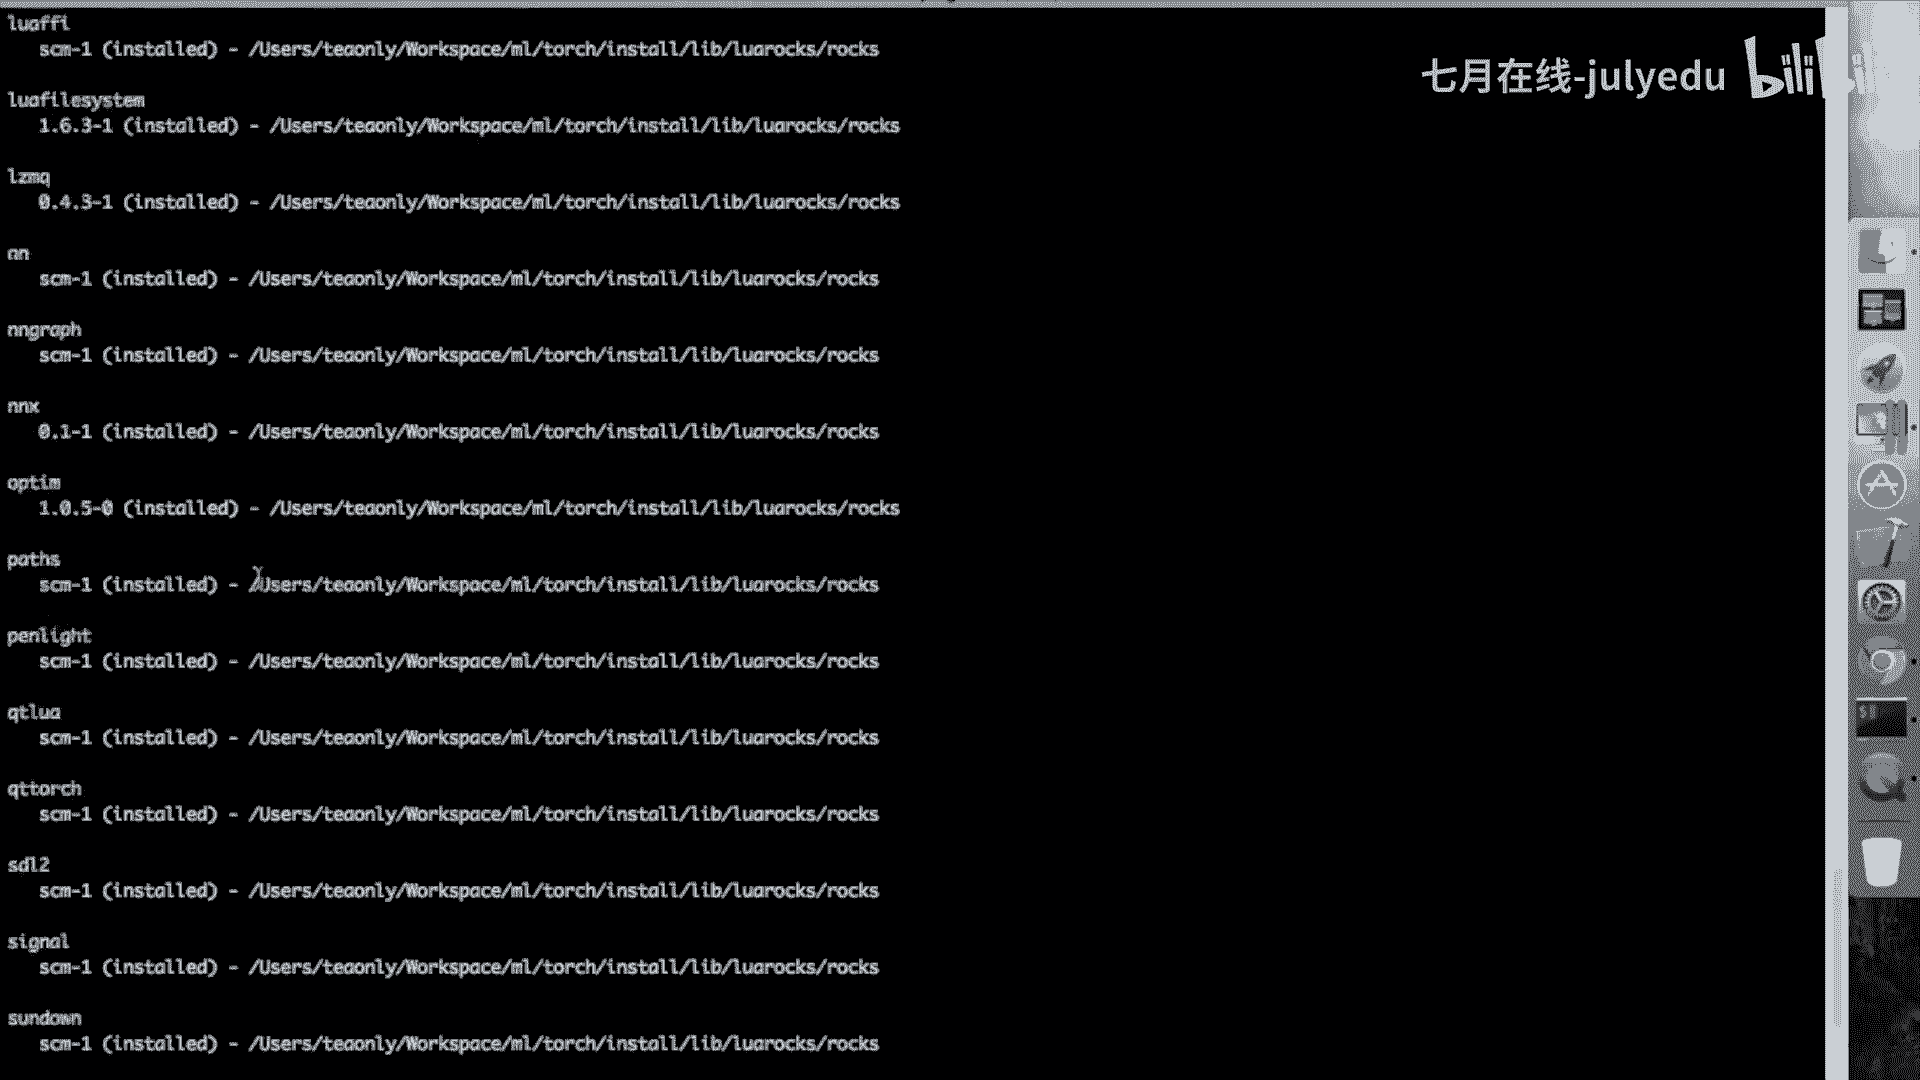 luaffi
scm-1 (installed) - /Users/teaonly/Workspace/ml/torch/install/lib/luarocks/rocks
七月在线-julyedu bilibili
luafilesystem
1.6.3-1 (installed) - /Users/teaonly/Workspace/ml/torch/install/lib/luarocks/rocks
lzmq
0.4.3-1 (installed) - /Users/teaonly/Workspace/ml/torch/install/lib/luarocks/rocks
nn
scm-1 (installed) - /Users/teaonly/Workspace/ml/torch/install/lib/luarocks/rocks
nngraph
scm-1 (installed) - /Users/teaonly/Workspace/ml/torch/install/lib/luarocks/rocks
nnx
0.1-1 (installed) - /Users/teaonly/Workspace/ml/torch/install/lib/luarocks/rocks
optim
1.0.5-0 (installed) - /Users/teaonly/Workspace/ml/torch/install/lib/luarocks/rocks
paths
scm-1 (installed) - /Users/teaonly/Workspace/ml/torch/install/lib/luarocks/rocks
penlight
scm-1 (installed) - /Users/teaonly/Workspace/ml/torch/install/lib/luarocks/rocks
qtlua
scm-1 (installed) - /Users/teaonly/Workspace/ml/torch/install/lib/luarocks/rocks
qttorch
scm-1 (installed) - /Users/teaonly/Workspace/ml/torch/install/lib/luarocks/rocks
sdl2
scm-1 (installed) - /Users/teaonly/Workspace/ml/torch/install/lib/luarocks/rocks
signal
scm-1 (installed) - /Users/teaonly/Workspace/ml/torch/install/lib/luarocks/rocks
sundown
scm-1 (installed) - /Users/teaonly/Workspace/ml/torch/install/lib/luarocks/rocks